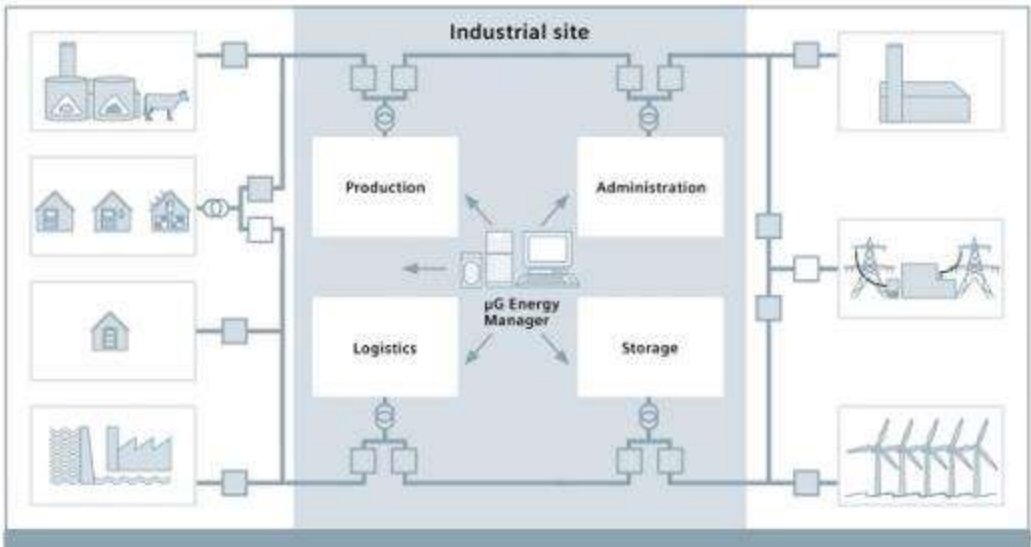 Industrial site
Production
Administration
µG Energy
Manager
Logistics
Storage